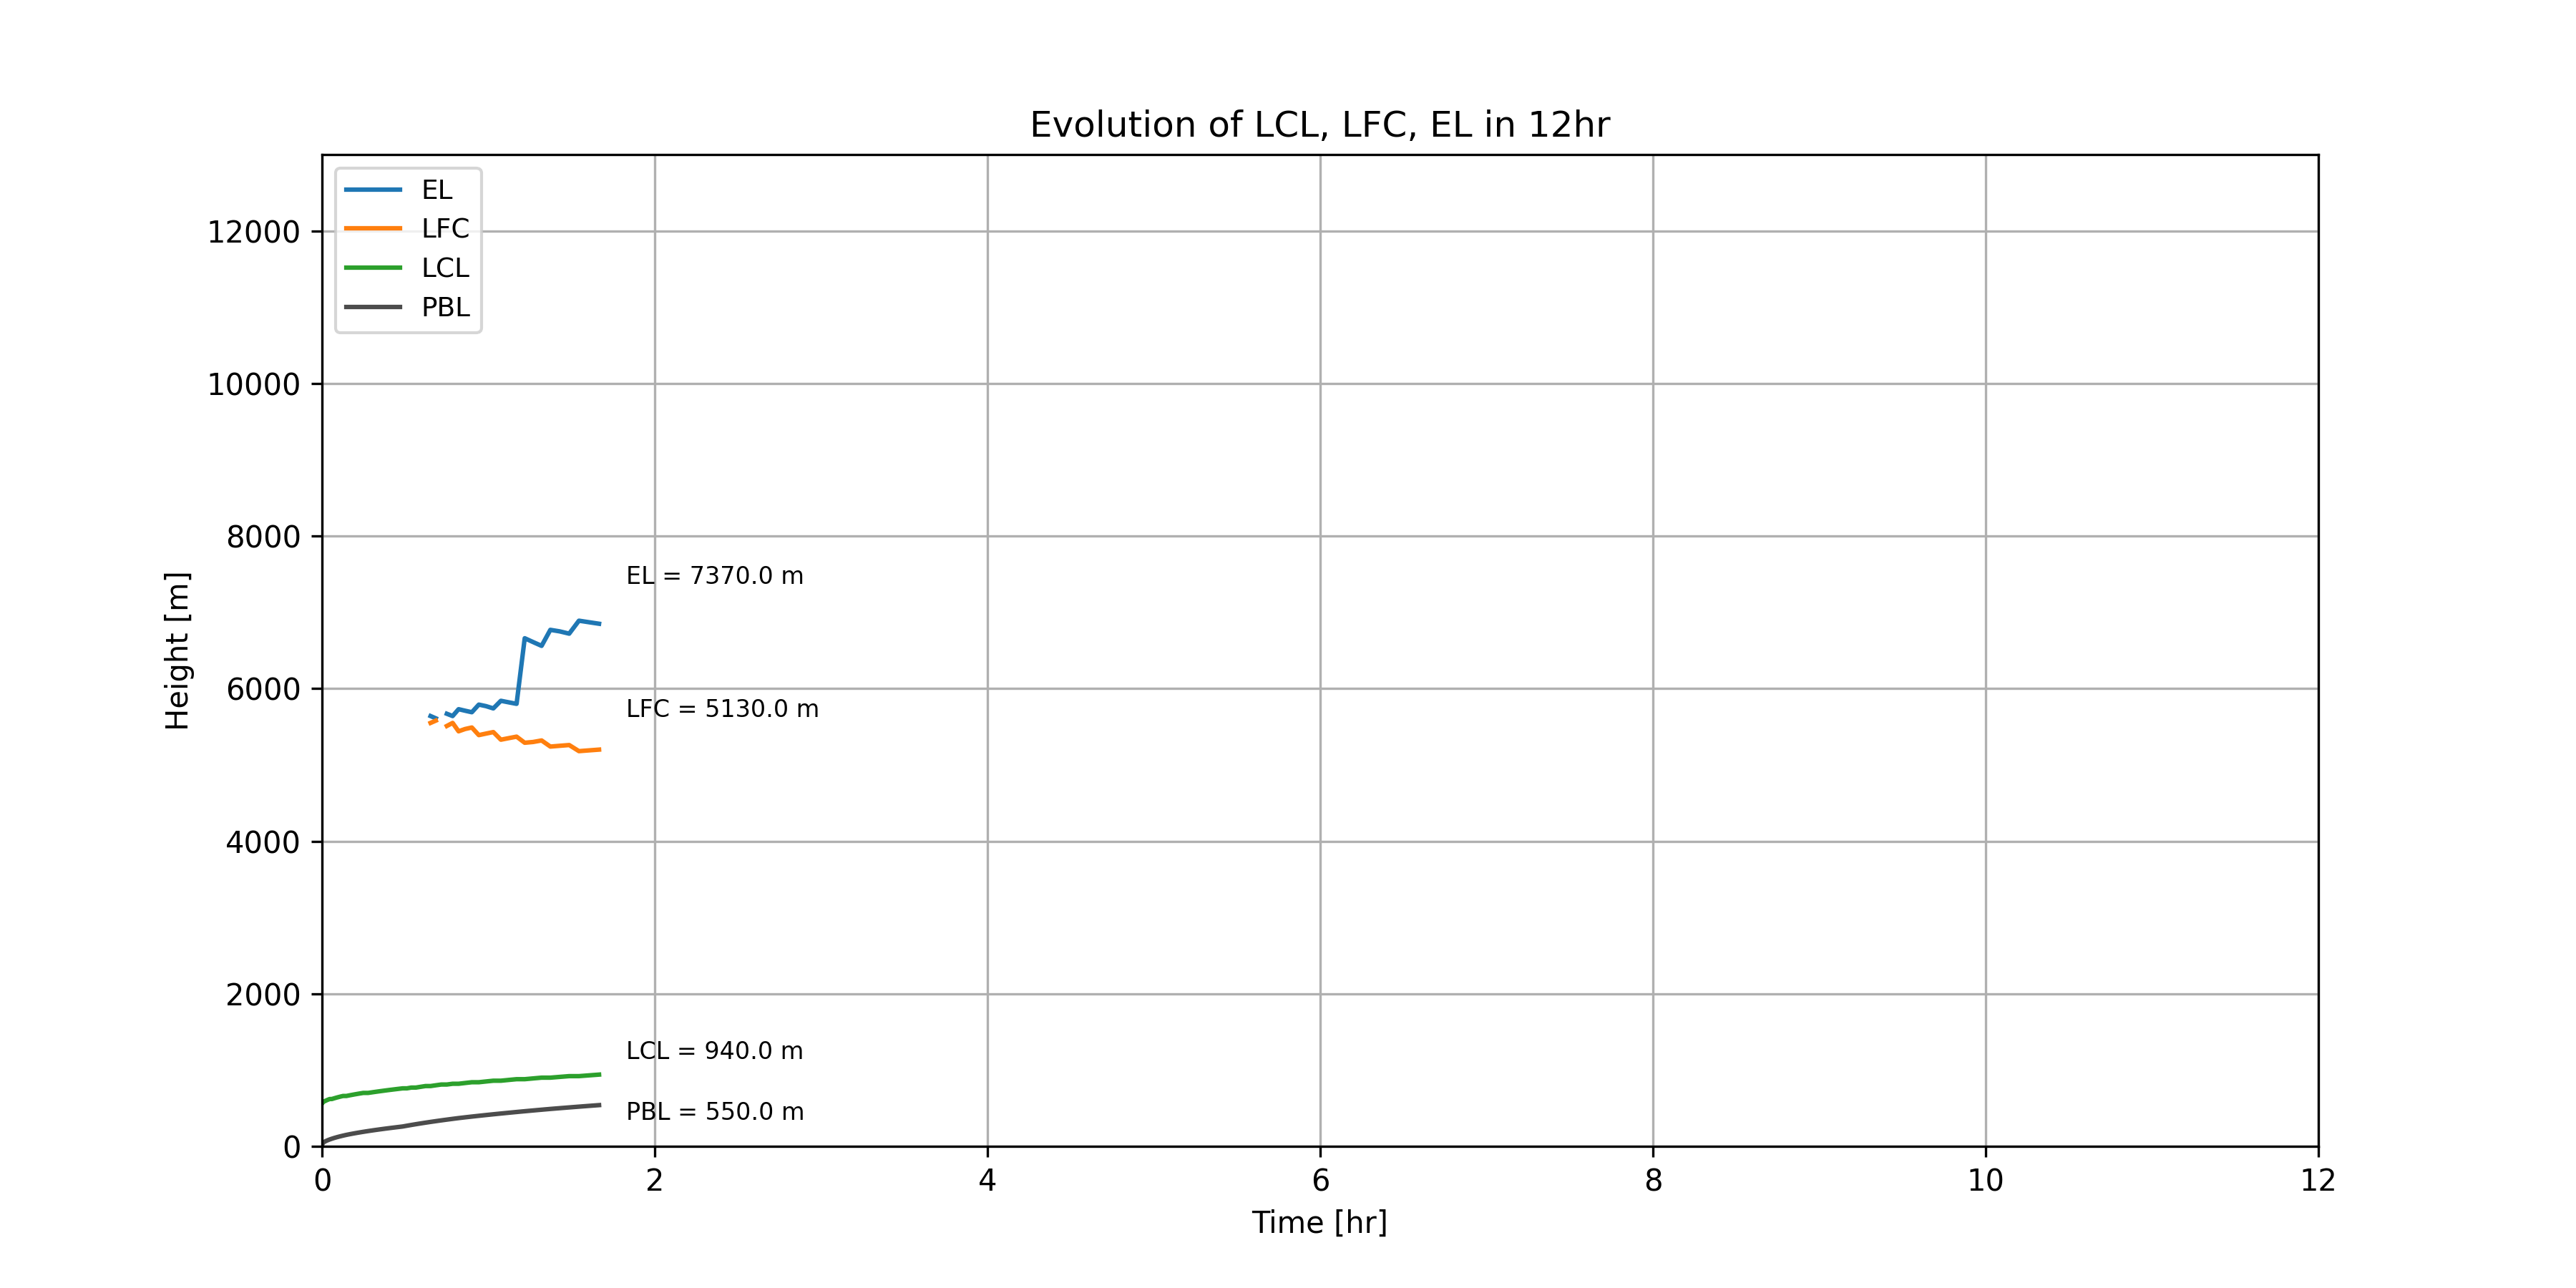 Evolution of LCL, LFC, EL in 12hr
EL
LFC
LCL
PBL
12000
10000
8000
6000
4000
2000
0
Height [m]
EL = 7370.0 m
LFC = 5130.0 m
LCL = 940.0 m
PBL = 550.0 m
0 2 4 6 8 10 12
Time [hr]